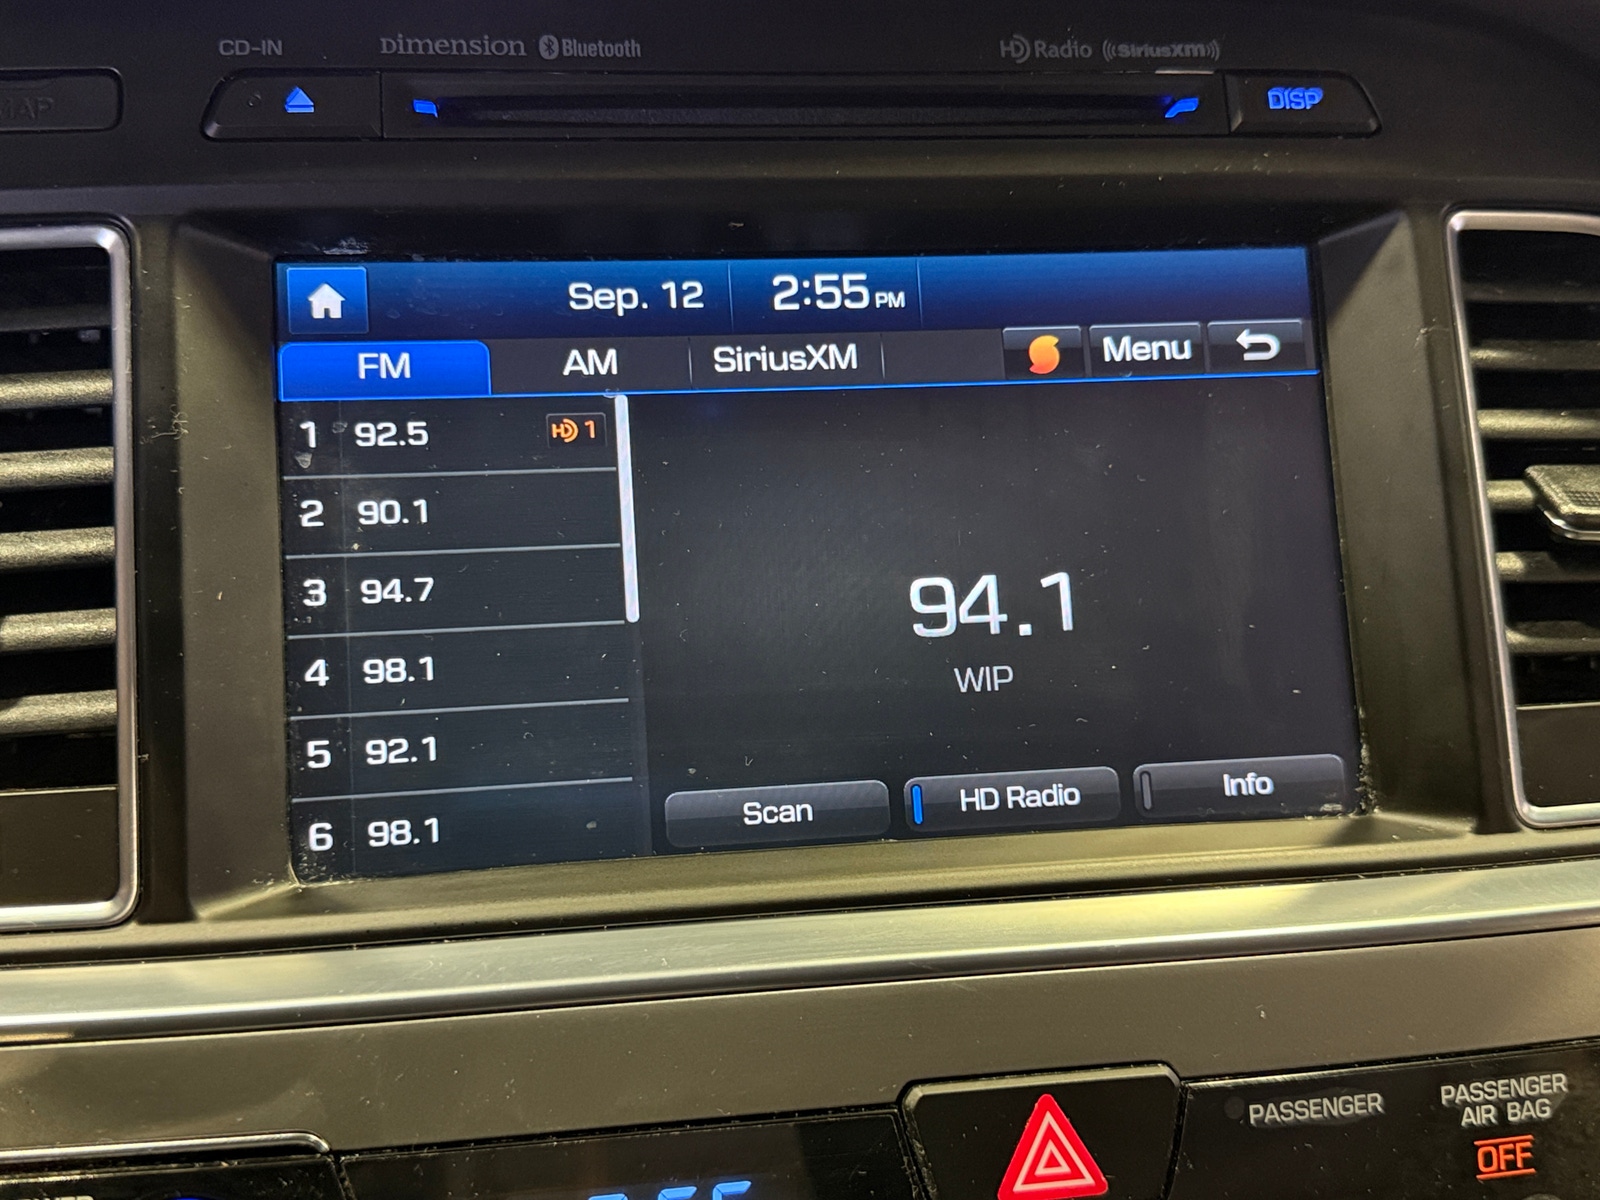 CD-IN Dimension Bluetooth HD Radio ((SiriusXM))
MAP
DISP
Sep. 12 2:55 PM
FM AM SiriusXM Menu
1 92.5 HD 1
2 90.1
3 94.7
4 98.1
5 92.1
6 98.1
94.1
WIP
Scan HD Radio Info
PASSENGER
PASSENGER
AIR BAG
OFF